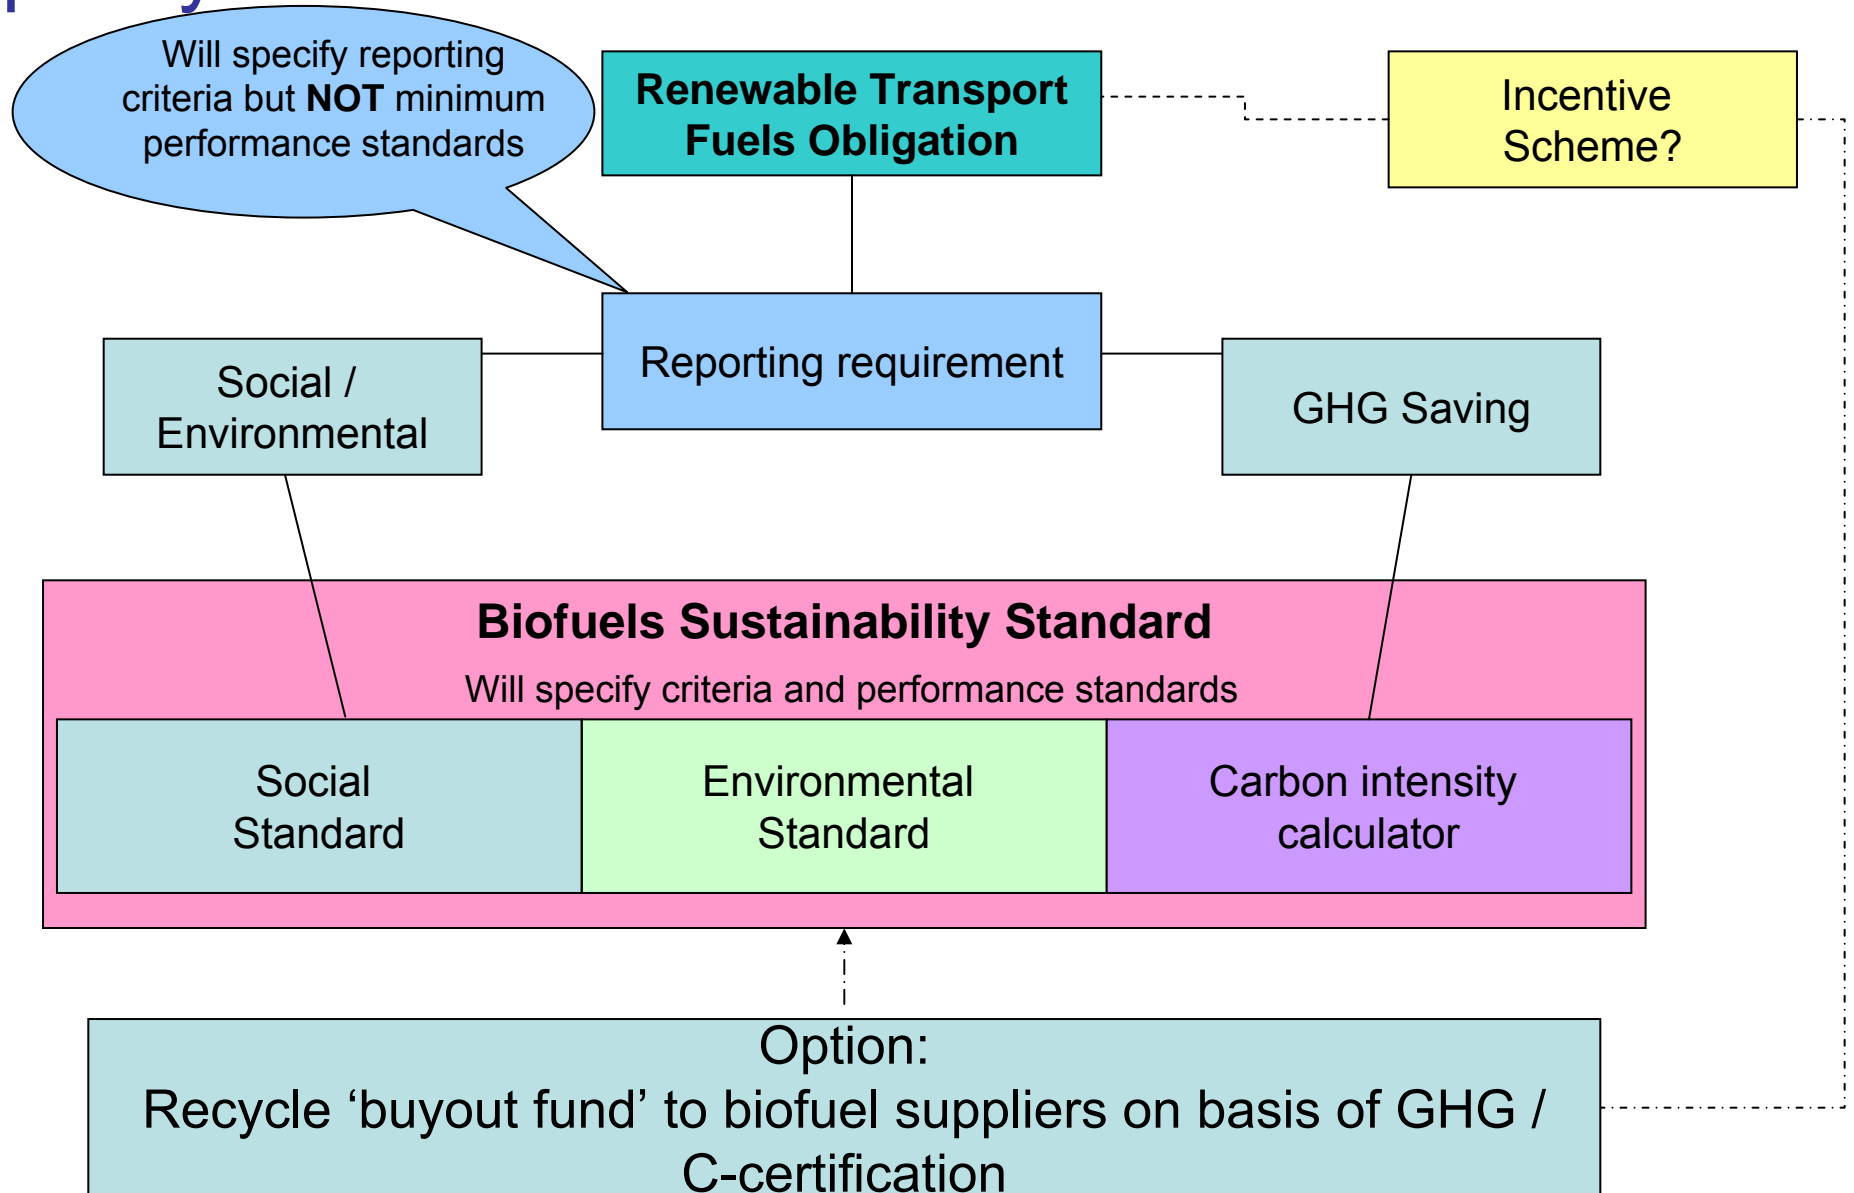 Will specify reporting
criteria but NOT minimum
performance standards
Renewable Transport
Fuels Obligation
Incentive
Scheme?
Reporting requirement
Social /
Environmental
GHG Saving
Biofuels Sustainability Standard
Will specify criteria and performance standards
Social
Standard
Environmental
Standard
Carbon intensity
calculator
Option:
Recycle ‘buyout fund’ to biofuel suppliers on basis of GHG /
C-certification